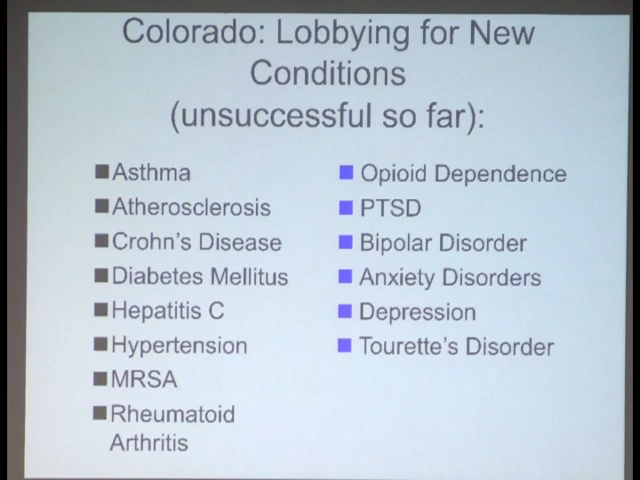 Colorado: Lobbying for New
Conditions
(unsuccessful so far):
Asthma
Atherosclerosis
Crohn's Disease
Diabetes Mellitus
Hepatitis C
Hypertension
MRSA
Rheumatoid
Arthritis
Opioid Dependence
PTSD
Bipolar Disorder
Anxiety Disorders
Depression
Tourette's Disorder